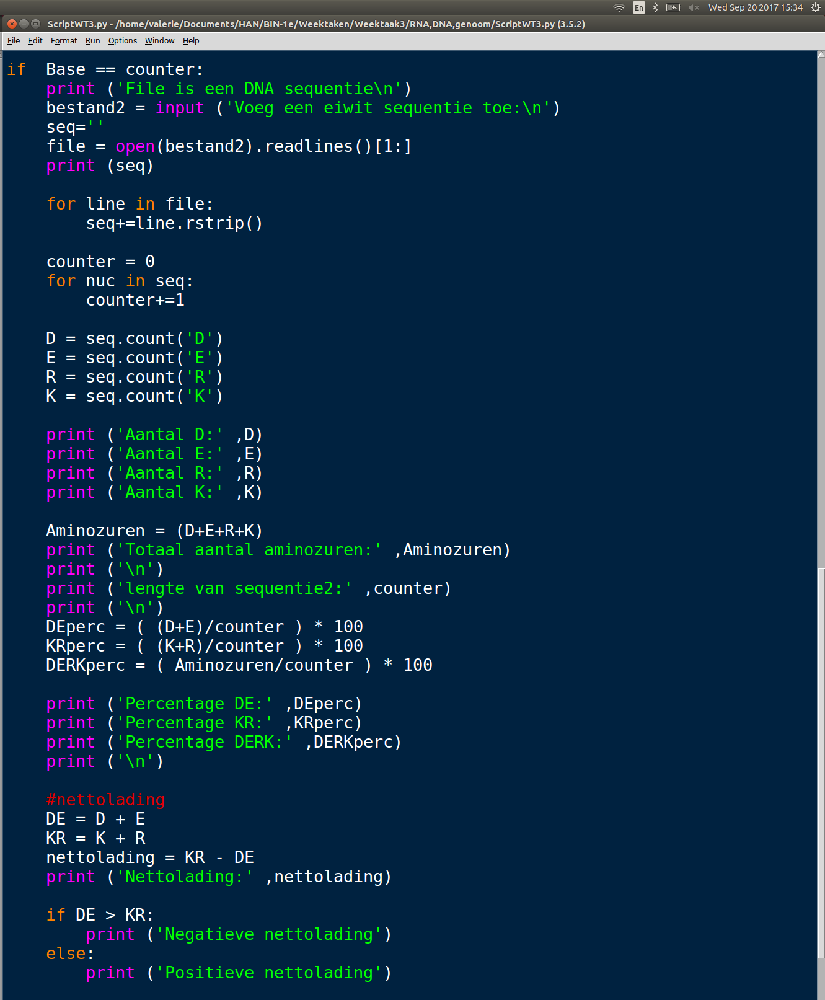 En Wed Sep 20 2017 15:34
ScriptWT3.py - /home/valerie/Documents/HAN/BIN-1e/Weektaken/Weektaak3/RNA,DNA,genoom/ScriptWT3.py (3.5.2)
File Edit Format Run Options Window Help
if  Base == counter:
    print ('File is een DNA sequentie\n')
    bestand2 = input ('Voeg een eiwit sequentie toe:\n')
    seq=''
    file = open(bestand2).readlines()[1:]
    print (seq)

    for line in file:
        seq+=line.rstrip()

    counter = 0
    for nuc in seq:
        counter+=1

    D = seq.count('D')
    E = seq.count('E')
    R = seq.count('R')
    K = seq.count('K')

    print ('Aantal D:' ,D)
    print ('Aantal E:' ,E)
    print ('Aantal R:' ,R)
    print ('Aantal K:' ,K)

    Aminozuren = (D+E+R+K)
    print ('Totaal aantal aminozuren:' ,Aminozuren)
    print ('\n')
    print ('lengte van sequentie2:' ,counter)
    print ('\n')
    DEperc = ( (D+E)/counter ) * 100
    KRperc = ( (K+R)/counter ) * 100
    DERKperc = ( Aminozuren/counter ) * 100

    print ('Percentage DE:' ,DEperc)
    print ('Percentage KR:' ,KRperc)
    print ('Percentage DERK:' ,DERKperc)
    print ('\n')

    #nettolading
    DE = D + E
    KR = K + R
    nettolading = KR - DE
    print ('Nettolading:' ,nettolading)

    if DE > KR:
        print ('Negatieve nettolading')
    else:
        print ('Positieve nettolading')